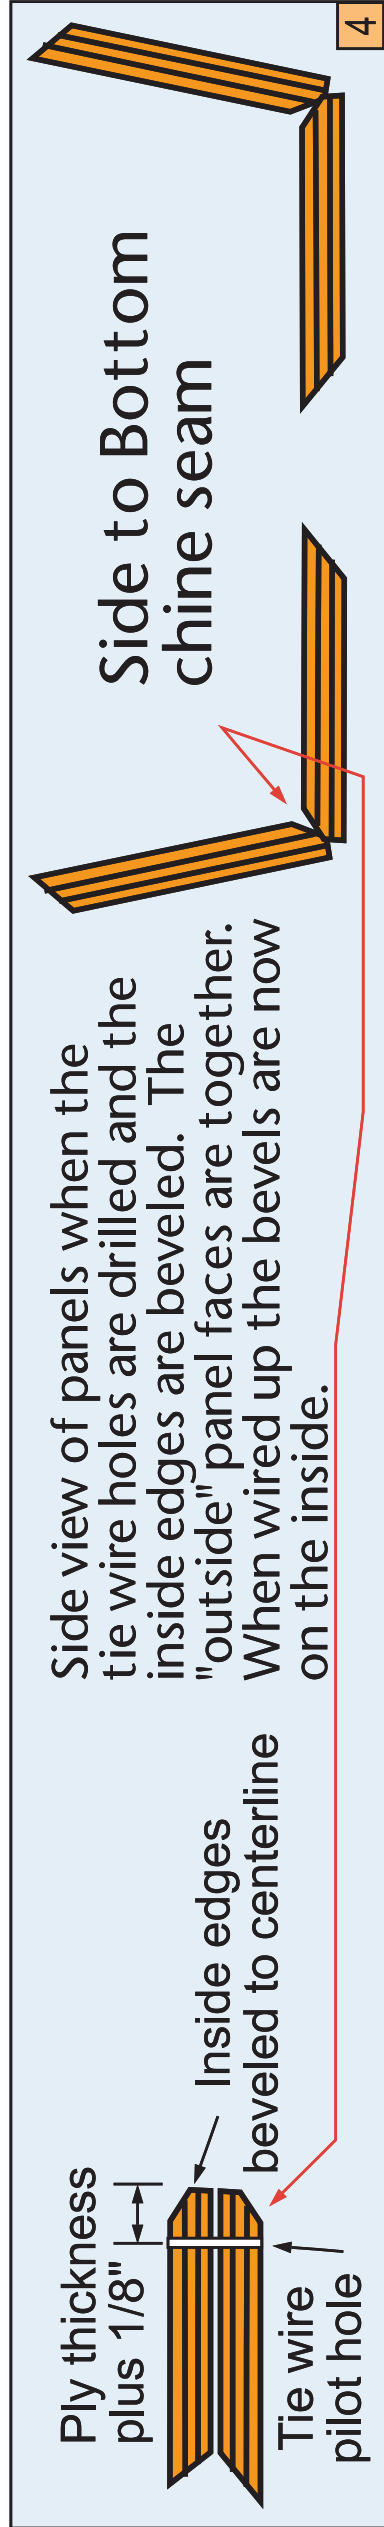 Ply thickness
plus 1/8"
Inside edges
beveled to centerline
Tie wire
pilot hole
Side view of panels when the
tie wire holes are drilled and the
inside edges are beveled.  The
"outside" panel faces are together.
When wired up the bevels are now
on the inside.
Side to Bottom
chine seam
4